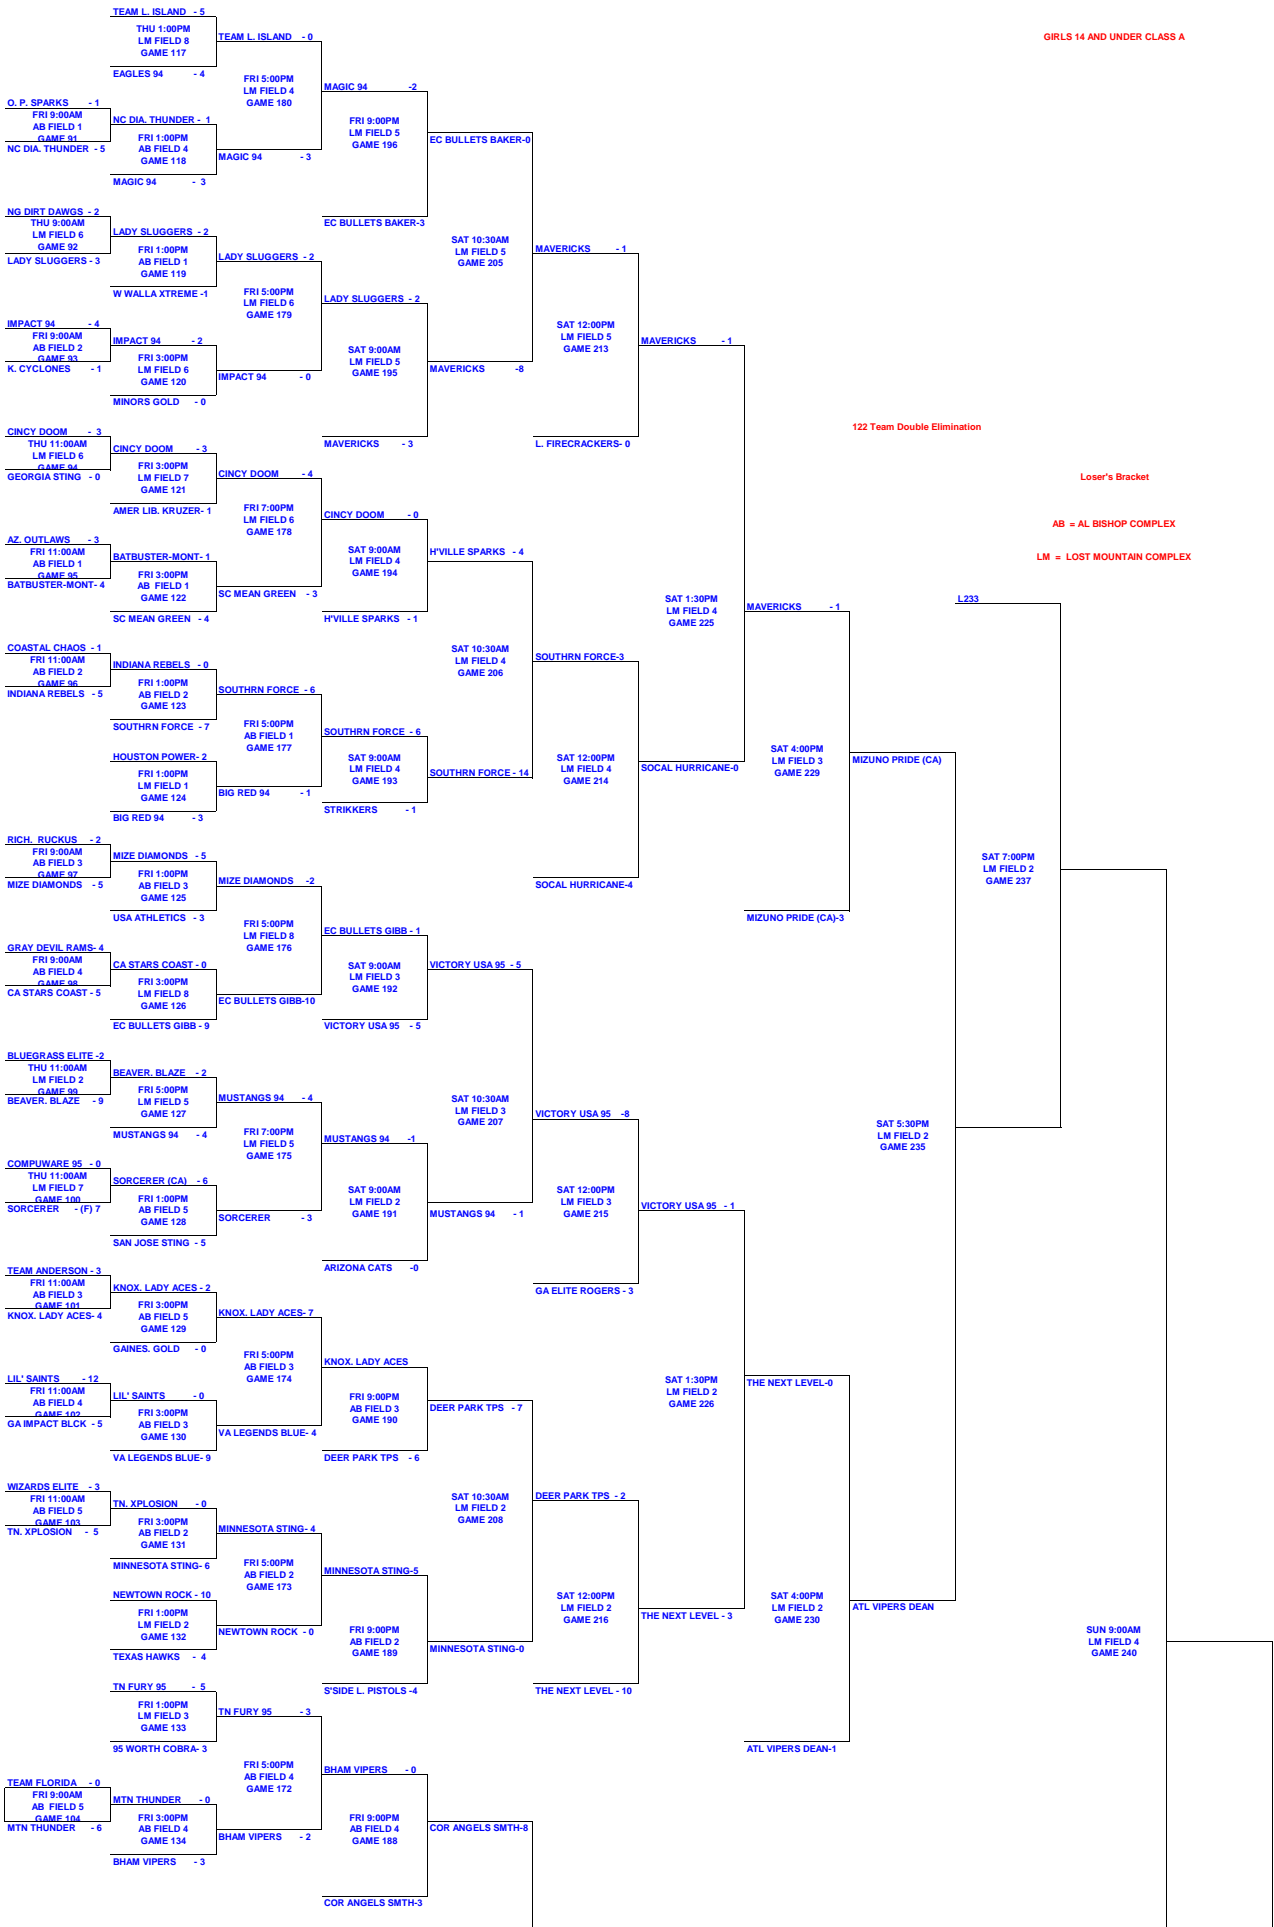 TEAM L. ISLAND - 5
THU 1:00PM
LM FIELD 8
GAME 117
EAGLES 94 - 4
O. P. SPARKS - 1
FRI 9:00AM
AB FIELD 1
GAME 91
NC DIA. THUNDER - 5
NC DIA. THUNDER - 1
FRI 1:00PM
AB FIELD 4
GAME 118
MAGIC 94 - 3
NG DIRT DAWGS - 2
THU 9:00AM
LM FIELD 6
GAME 92
LADY SLUGGERS - 3
LADY SLUGGERS - 2
FRI 1:00PM
AB FIELD 1
GAME 119
W WALLA XTREME -1
IMPACT 94 - 4
FRI 9:00AM
AB FIELD 2
GAME 93
K. CYCLONES - 1
IMPACT 94 - 2
FRI 3:00PM
LM FIELD 6
GAME 120
MINORS GOLD - 0
CINCY DOOM - 3
THU 11:00AM
LM FIELD 6
GAME 94
GEORGIA STING - 0
CINCY DOOM - 3
FRI 3:00PM
LM FIELD 7
GAME 121
AMER LIB. KRUZER- 1
AZ. OUTLAWS - 3
FRI 11:00AM
AB FIELD 1
GAME 95
BATBUSTER-MONT- 4
BATBUSTER-MONT- 1
FRI 3:00PM
AB FIELD 1
GAME 122
SC MEAN GREEN - 4
COASTAL CHAOS - 1
FRI 11:00AM
AB FIELD 2
GAME 96
INDIANA REBELS - 5
INDIANA REBELS - 0
FRI 1:00PM
AB FIELD 2
GAME 123
SOUTHRN FORCE - 7
HOUSTON POWER- 2
FRI 1:00PM
LM FIELD 1
GAME 124
BIG RED 94 - 3
RICH. RUCKUS - 2
FRI 9:00AM
AB FIELD 3
GAME 97
MIZE DIAMONDS - 5
MIZE DIAMONDS - 5
FRI 1:00PM
AB FIELD 3
GAME 125
USA ATHLETICS - 3
GRAY DEVIL RAMS- 4
FRI 9:00AM
AB FIELD 4
GAME 98
CA STARS COAST - 5
CA STARS COAST - 0
FRI 3:00PM
LM FIELD 8
GAME 126
EC BULLETS GIBB - 9
BLUEGRASS ELITE -2
THU 11:00AM
LM FIELD 2
GAME 99
BEAVER. BLAZE - 9
BEAVER. BLAZE - 2
FRI 5:00PM
LM FIELD 5
GAME 127
MUSTANGS 94 - 4
COMPUWARE 95 - 0
THU 11:00AM
LM FIELD 7
GAME 100
SORCERER - (F) 7
SORCERER (CA) - 6
FRI 1:00PM
AB FIELD 5
GAME 128
SAN JOSE STING - 5
TEAM ANDERSON - 3
FRI 11:00AM
AB FIELD 3
GAME 101
KNOX. LADY ACES- 4
KNOX. LADY ACES - 2
FRI 3:00PM
AB FIELD 5
GAME 129
GAINES. GOLD - 0
LIL' SAINTS - 12
FRI 11:00AM
AB FIELD 4
GAME 102
GA IMPACT BLCK - 5
LIL' SAINTS - 0
FRI 3:00PM
AB FIELD 3
GAME 130
VA LEGENDS BLUE- 9
WIZARDS ELITE - 3
FRI 11:00AM
AB FIELD 5
GAME 103
TN. XPLOSION - 5
TN. XPLOSION - 0
FRI 3:00PM
AB FIELD 2
GAME 131
MINNESOTA STING- 6
NEWTOWN ROCK - 10
FRI 1:00PM
LM FIELD 2
GAME 132
TEXAS HAWKS - 4
TN FURY 95 - 5
FRI 1:00PM
LM FIELD 3
GAME 133
95 WORTH COBRA- 3
TEAM FLORIDA - 0
FRI 9:00AM
AB FIELD 5
GAME 104
MTN THUNDER - 6
MTN THUNDER - 0
FRI 3:00PM
AB FIELD 4
GAME 134
BHAM VIPERS - 3
TEAM L. ISLAND - 0
FRI 5:00PM
LM FIELD 4
GAME 180
MAGIC 94 - 3
LADY SLUGGERS - 2
FRI 5:00PM
LM FIELD 6
GAME 179
IMPACT 94 - 0
CINCY DOOM - 4
FRI 7:00PM
LM FIELD 6
GAME 178
SC MEAN GREEN - 3
SOUTHRN FORCE - 6
FRI 5:00PM
AB FIELD 1
GAME 177
BIG RED 94 - 1
MIZE DIAMONDS -2
FRI 5:00PM
LM FIELD 8
GAME 176
EC BULLETS GIBB-10
MUSTANGS 94 - 4
FRI 7:00PM
LM FIELD 5
GAME 175
SORCERER - 3
KNOX. LADY ACES- 7
FRI 5:00PM
AB FIELD 3
GAME 174
VA LEGENDS BLUE- 4
MINNESOTA STING- 4
FRI 5:00PM
AB FIELD 2
GAME 173
NEWTOWN ROCK - 0
TN FURY 95 - 3
FRI 5:00PM
AB FIELD 4
GAME 172
BHAM VIPERS - 2
MAGIC 94 -2
FRI 9:00PM
LM FIELD 5
GAME 196
EC BULLETS BAKER-3
LADY SLUGGERS - 2
SAT 9:00AM
LM FIELD 5
GAME 195
MAVERICKS - 3
CINCY DOOM - 0
SAT 9:00AM
LM FIELD 4
GAME 194
H'VILLE SPARKS - 1
SOUTHRN FORCE - 6
SAT 9:00AM
LM FIELD 4
GAME 193
STRIKKERS - 1
EC BULLETS GIBB - 1
SAT 9:00AM
LM FIELD 3
GAME 192
VICTORY USA 95 - 5
MUSTANGS 94 -1
SAT 9:00AM
LM FIELD 2
GAME 191
ARIZONA CATS -0
KNOX. LADY ACES
FRI 9:00PM
AB FIELD 3
GAME 190
DEER PARK TPS - 6
MINNESOTA STING-5
FRI 9:00PM
AB FIELD 2
GAME 189
S'SIDE L. PISTOLS -4
BHAM VIPERS - 0
FRI 9:00PM
AB FIELD 4
GAME 188
COR ANGELS SMTH-3
EC BULLETS BAKER-0
SAT 10:30AM
LM FIELD 5
GAME 205
MAVERICKS -8
H'VILLE SPARKS - 4
SAT 10:30AM
LM FIELD 4
GAME 206
SOUTHRN FORCE - 14
VICTORY USA 95 - 5
SAT 10:30AM
LM FIELD 3
GAME 207
MUSTANGS 94 - 1
DEER PARK TPS - 7
SAT 10:30AM
LM FIELD 2
GAME 208
MINNESOTA STING-0
COR ANGELS SMTH-8
MAVERICKS - 1
SAT 12:00PM
LM FIELD 5
GAME 213
L. FIRECRACKERS- 0
SOUTHRN FORCE-3
SAT 12:00PM
LM FIELD 4
GAME 214
SOCAL HURRICANE-4
VICTORY USA 95 -8
SAT 12:00PM
LM FIELD 3
GAME 215
GA ELITE ROGERS - 3
DEER PARK TPS - 2
SAT 12:00PM
LM FIELD 2
GAME 216
THE NEXT LEVEL - 10
MAVERICKS - 1
SAT 1:30PM
LM FIELD 4
GAME 225
SOCAL HURRICANE-0
VICTORY USA 95 - 1
SAT 1:30PM
LM FIELD 2
GAME 226
THE NEXT LEVEL - 3
MAVERICKS - 1
SAT 4:00PM
LM FIELD 3
GAME 229
MIZUNO PRIDE (CA)-3
THE NEXT LEVEL-0
SAT 4:00PM
LM FIELD 2
GAME 230
ATL VIPERS DEAN-1
MIZUNO PRIDE (CA)
SAT 5:30PM
LM FIELD 2
GAME 235
ATL VIPERS DEAN
L233
SAT 7:00PM
LM FIELD 2
GAME 237
SUN 9:00AM
LM FIELD 4
GAME 240
GIRLS 14 AND UNDER CLASS A
122 Team Double Elimination
Loser's Bracket
AB = AL BISHOP COMPLEX
LM = LOST MOUNTAIN COMPLEX